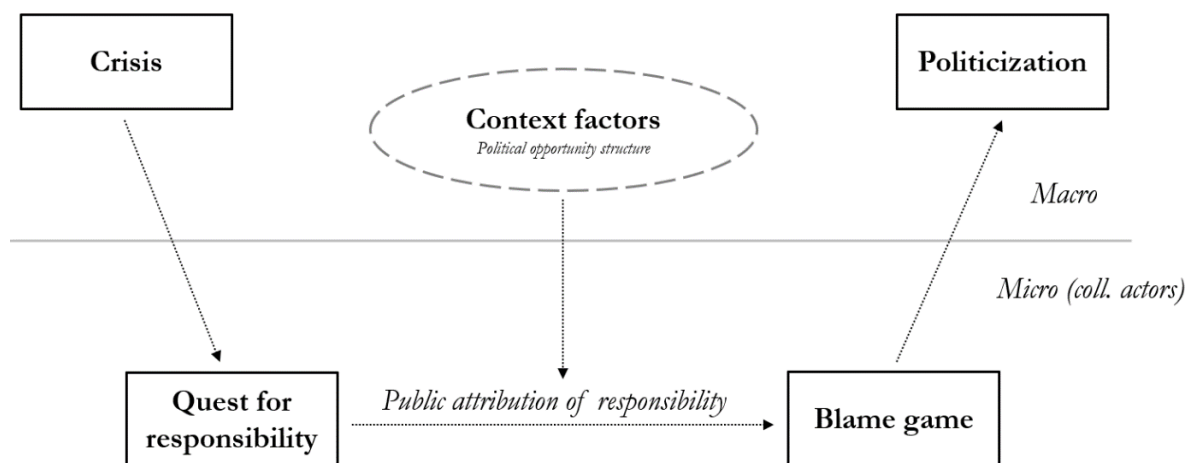 Crisis
Context factors
Political opportunity structure
Politicization
Macro
Micro (coll. actors)
Quest for
responsibility
Public attribution of responsibility
Blame game